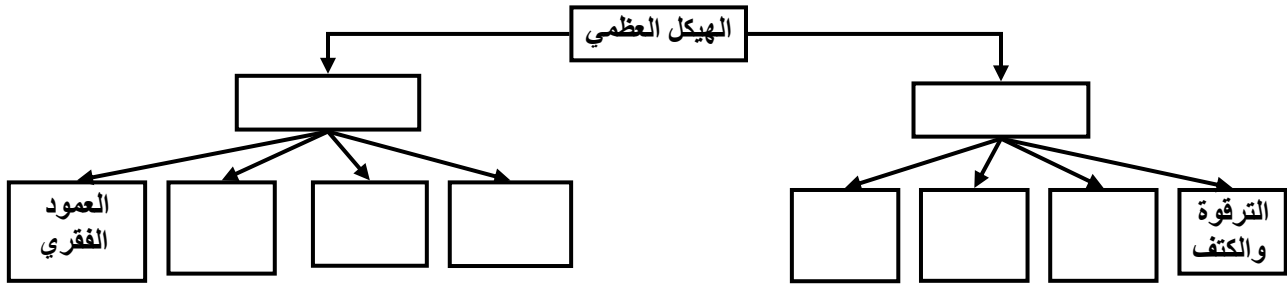 الهيكل العظمي
الترقوة
والكتف
العمود
الفقري